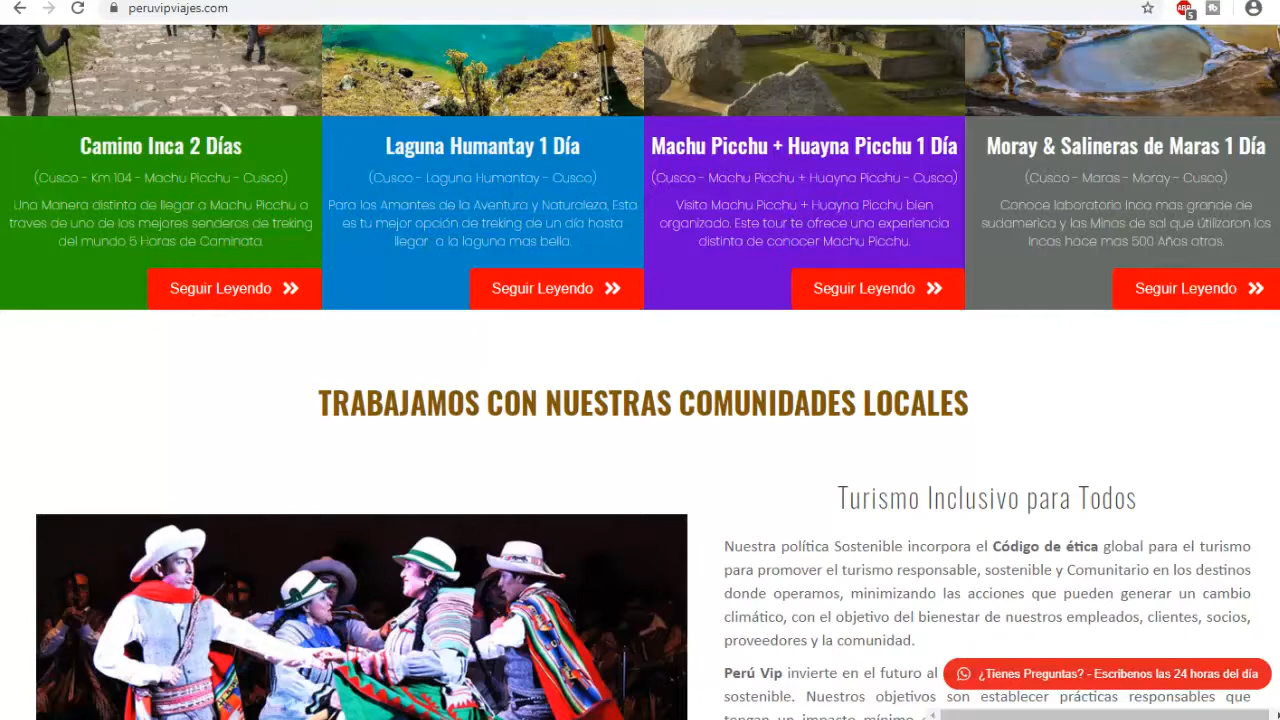 peruvipviajes.com
ABP
5
Camino Inca 2 Días
(Cusco - Km 104 - Machu Picchu - Cusco)
Una Manera distinta de llegar a Machu Picchu a
traves de uno de los mejores senderos de treking
del mundo 5 Horas de Caminata.
Seguir Leyendo
Laguna Humantay 1 Día
(Cusco - Laguna Humantay - Cusco)
Para los Amantes de la Aventura y Naturaleza, Esta
es tu mejor opción de treking de un día hasta
llegar a la laguna mas bella.
Seguir Leyendo
Machu Picchu + Huayna Picchu 1 Día
(Cusco - Machu Picchu + Huayna Picchu - Cusco)
Visita Machu Picchu + Huayna Picchu bien
organizado. Este tour te ofrece una experiencia
distinta de conocer Machu Picchu.
Seguir Leyendo
Moray & Salineras de Maras 1 Día
(Cusco - Maras - Moray - Cusco)
Conoce laboratorio Inca mas grande de
sudamerica y las Minas de sal que útilizaron los
Incas hace mas 500 Años atras.
Seguir Leyendo
TRABAJAMOS CON NUESTRAS COMUNIDADES LOCALES
Turismo Inclusivo para Todos
Nuestra política Sostenible incorpora el Código de ética global para el turismo
para promover el turismo responsable, sostenible y Comunitario en los destinos
donde operamos, minimizando las acciones que pueden generar un cambio
climático, con el objetivo del bienestar de nuestros empleados, clientes, socios,
proveedores y la comunidad.
Perú Vip invierte en el futuro al
¿Tienes Preguntas? - Escríbenos las 24 horas del día
sostenible. Nuestros objetivos son establecer prácticas responsables que
tengan un impacto mínimo